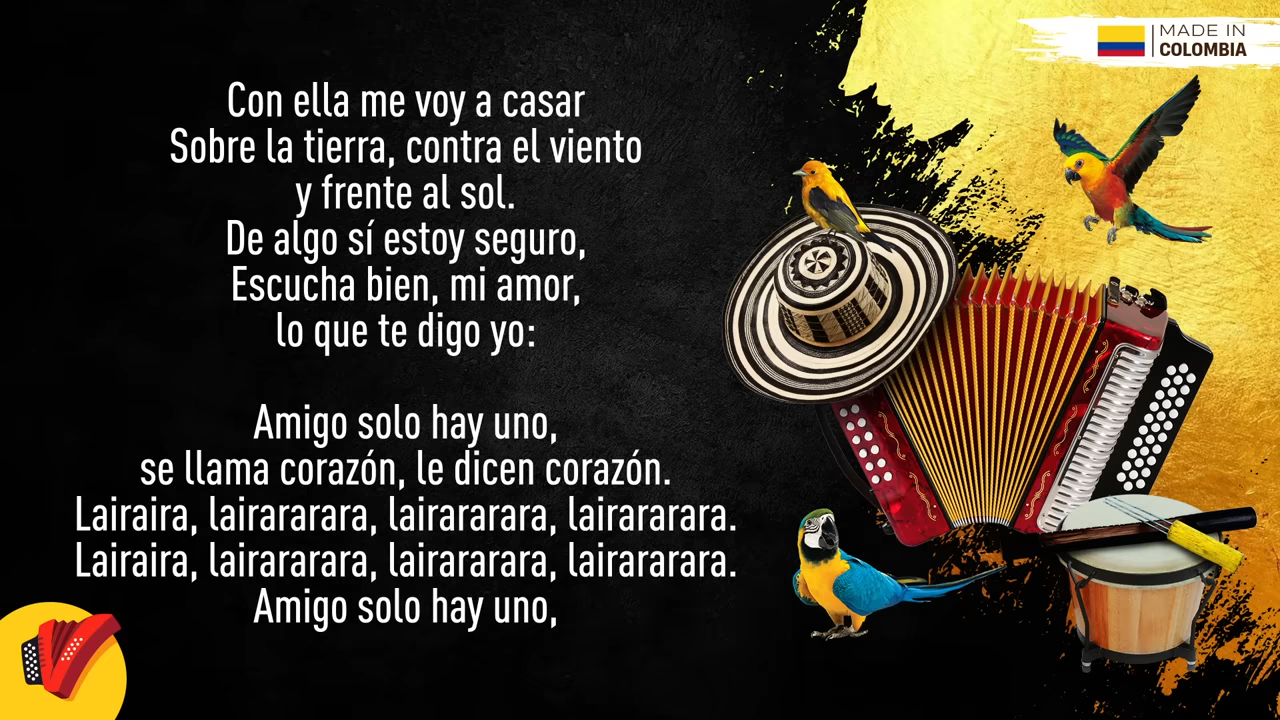 MADE IN
COLOMBIA
Con ella me voy a casar
Sobre la tierra, contra el viento
y frente al sol.
De algo sí estoy seguro,
Escucha bien, mi amor,
lo que te digo yo:
Amigo solo hay uno,
se llama corazón, le dicen corazón.
Lairaira, lairararara, lairararara, lairararara.
Lairaira, lairararara, lairararara, lairararara.
Amigo solo hay uno,